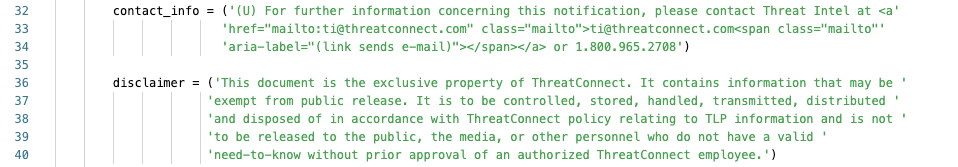 32 contact_info = ('(U) For further information concerning this notification, please contact Threat Intel at <a'
33 'href="mailto:ti@threatconnect.com" class="mailto">ti@threatconnect.com<span class="mailto"'
34 'aria-label="(link sends e-mail)"></span></a> or 1.800.965.2708')
35
36 disclaimer = ('This document is the exclusive property of ThreatConnect. It contains information that may be '
37 'exempt from public release. It is to be controlled, stored, handled, transmitted, distributed '
38 'and disposed of in accordance with ThreatConnect policy relating to TLP information and is not '
39 'to be released to the public, the media, or other personnel who do not have a valid '
40 'need-to-know without prior approval of an authorized ThreatConnect employee.')